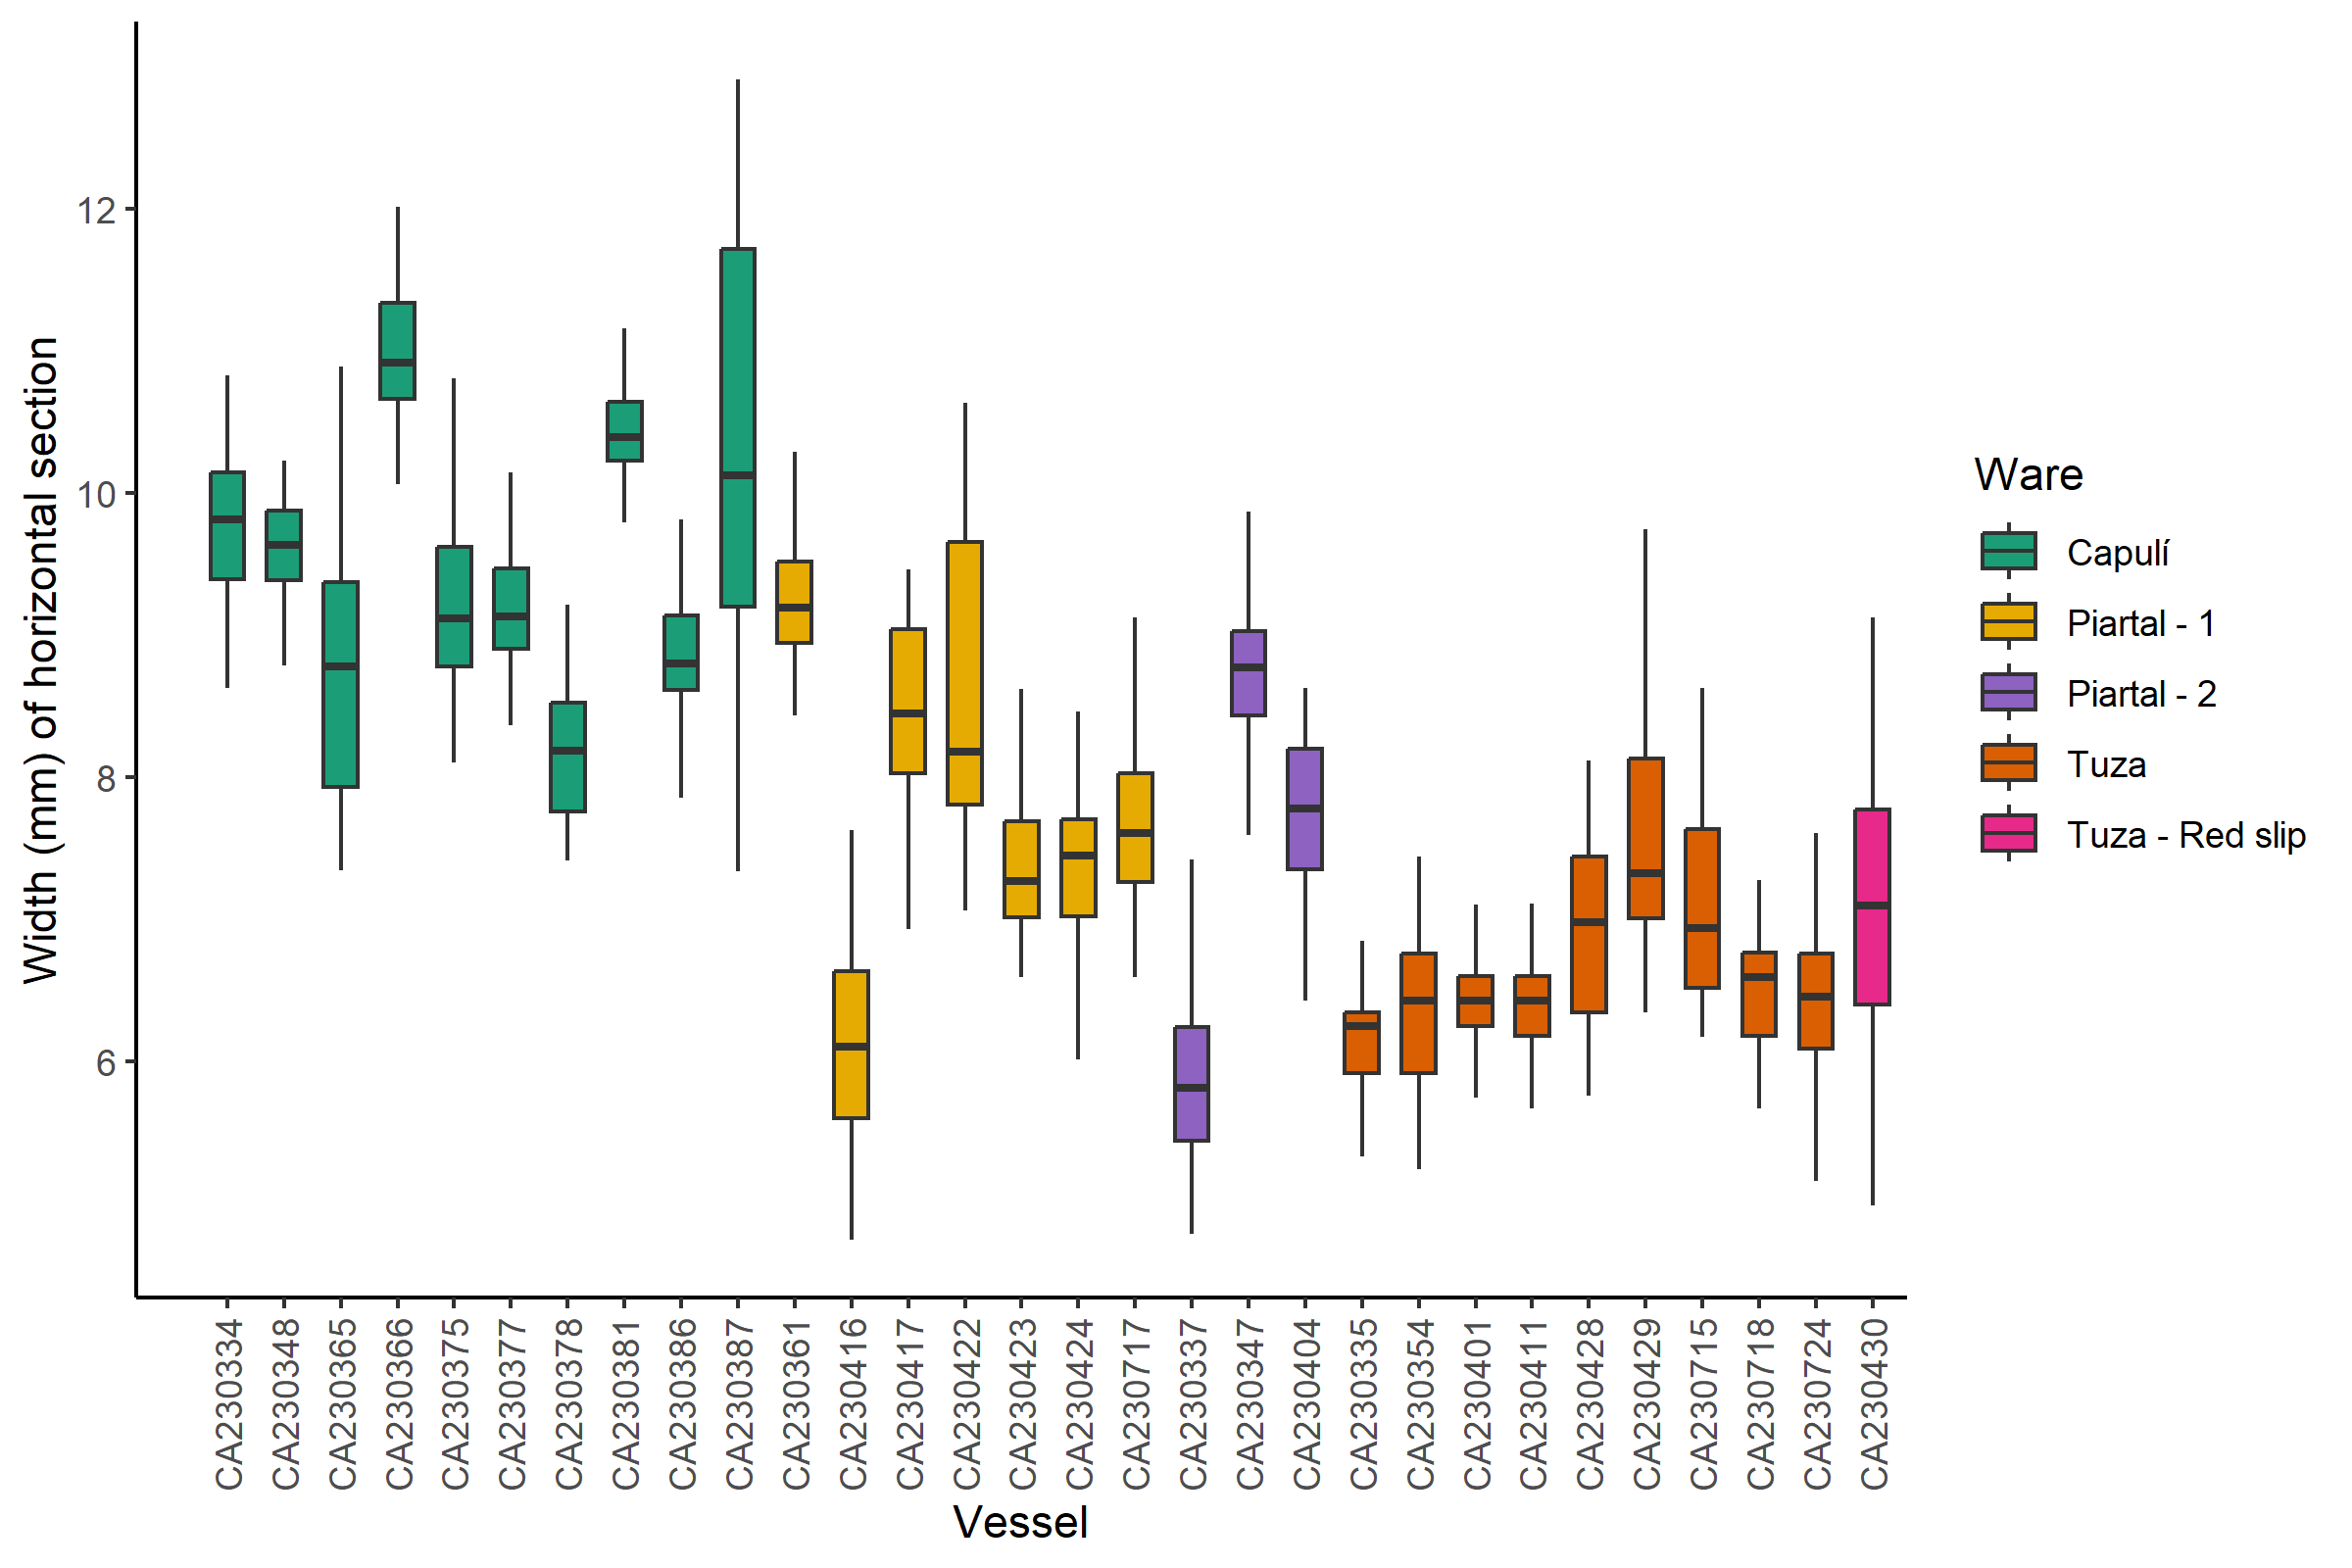 Width (mm) of horizontal section
12
10
8
6
CA230334
CA230348
CA230365
CA230366
CA230375
CA230377
CA230378
CA230381
CA230386
CA230387
CA230361
CA230416
CA230417
CA230422
CA230423
CA230424
CA230717
CA230337
CA230347
CA230404
CA230335
CA230354
CA230401
CA230411
CA230428
CA230429
CA230715
CA230718
CA230724
CA230430
Vessel
Ware
Capulí
Piartal - 1
Piartal - 2
Tuza
Tuza - Red slip